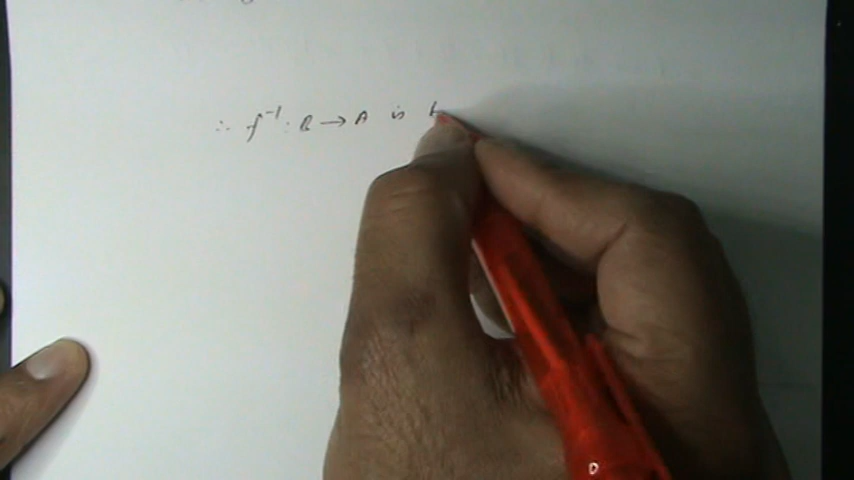 ∴ f⁻¹ : B → A is